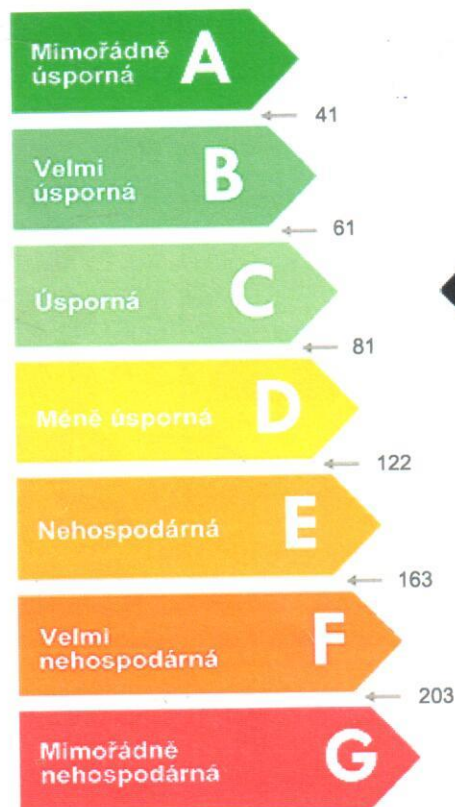 Mimořádně
úsporná
A
← 41
Velmi
úsporná
B
← 61
Úsporná
C
← 81
Méně úsporná
D
← 122
Nehospodárná
E
← 163
Velmi
nehospodárná
F
← 203
Mimořádně
nehospodárná
G